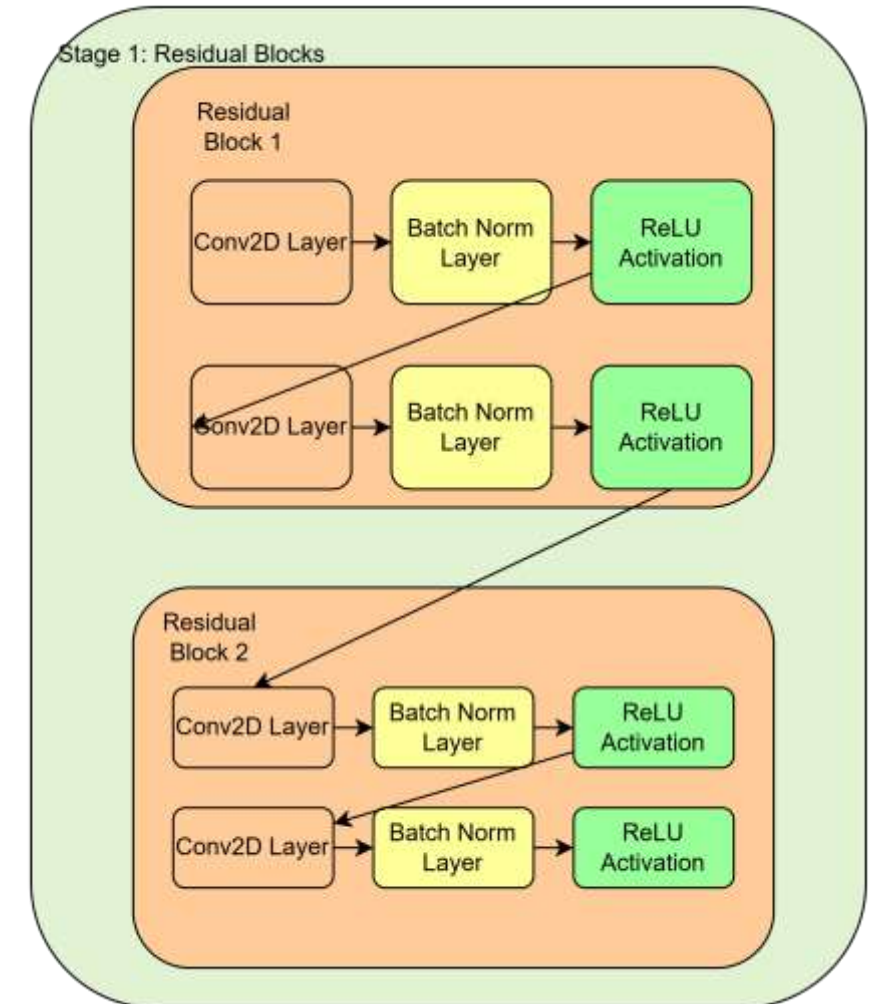 Stage 1: Residual Blocks
Residual
Block 1
Conv2D Layer
Batch Norm
Layer
ReLU
Activation
Conv2D Layer
Batch Norm
Layer
ReLU
Activation
Residual
Block 2
Conv2D Layer
Batch Norm
Layer
ReLU
Activation
Conv2D Layer
Batch Norm
Layer
ReLU
Activation